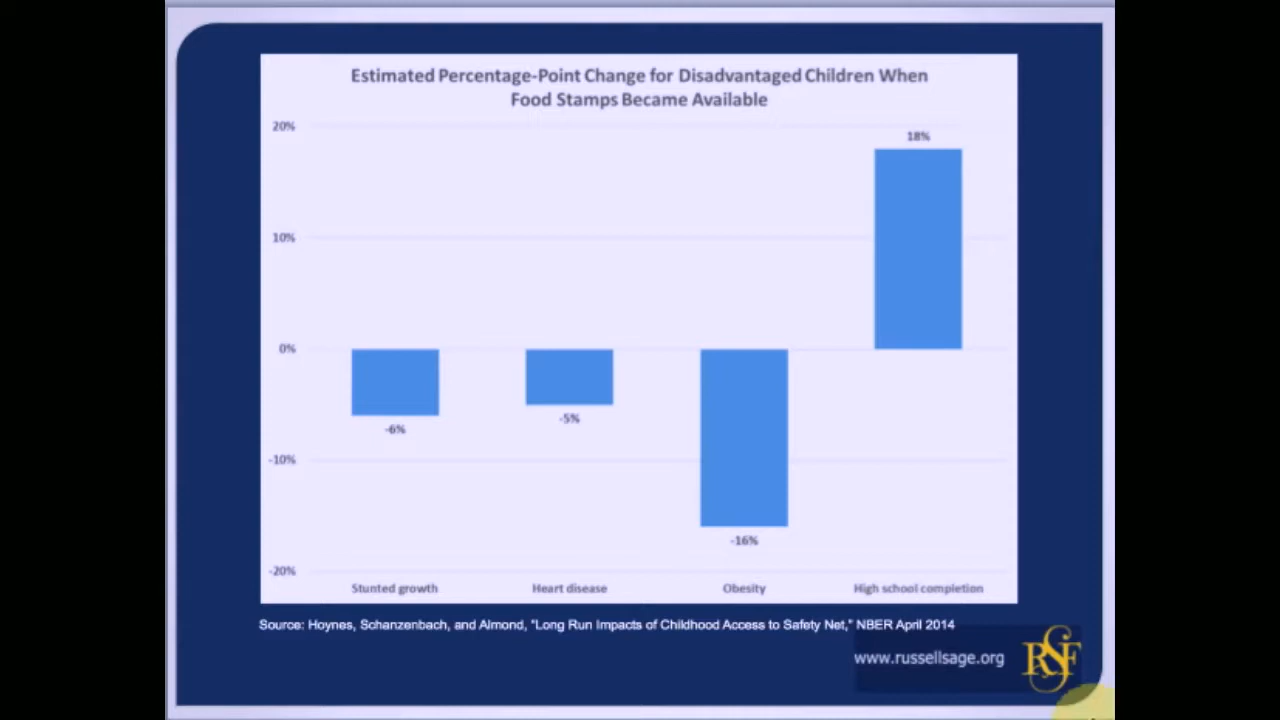 Estimated Percentage-Point Change for Disadvantaged Children When
Food Stamps Became Available
20%
18%
10%
0%
-6%
-5%
-10%
-16%
-20%
Stunted growth
Heart disease
Obesity
High school completion
Source: Hoynes, Schanzenbach, and Almond, "Long Run Impacts of Childhood Access to Safety Net," NBER April 2014
www.russellsage.org
RSF